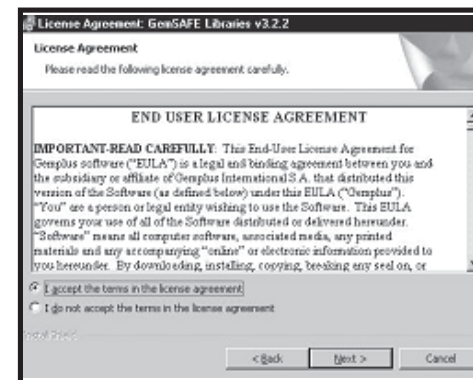 License Agreement: GemSAFE Libraries v3.2.2
License Agreement
Please read the following license agreement carefully.
END USER LICENSE AGREEMENT
IMPORTANT-READ CAREFULLY: This End-User License Agreement for
Gemplus software ("EULA") is a legal and binding agreement between you and
the subsidiary or affiliate of Gemplus International S.A. that distributed this
version of the Software (as defined below) under this EULA ("Gemplus").
"You" are a person or legal entity wishing to use the Software. This EULA
governs your use of all of the Software distributed or delivered hereunder.
"Software" means all computer software, associated media, any printed
materials and any accompanying "online" or electronic information provided to
you hereunder. By downloading, installing, copying, breaking any seal on, or
I accept the terms in the license agreement
I do not accept the terms in the license agreement
InstallShield
< Back
Next >
Cancel